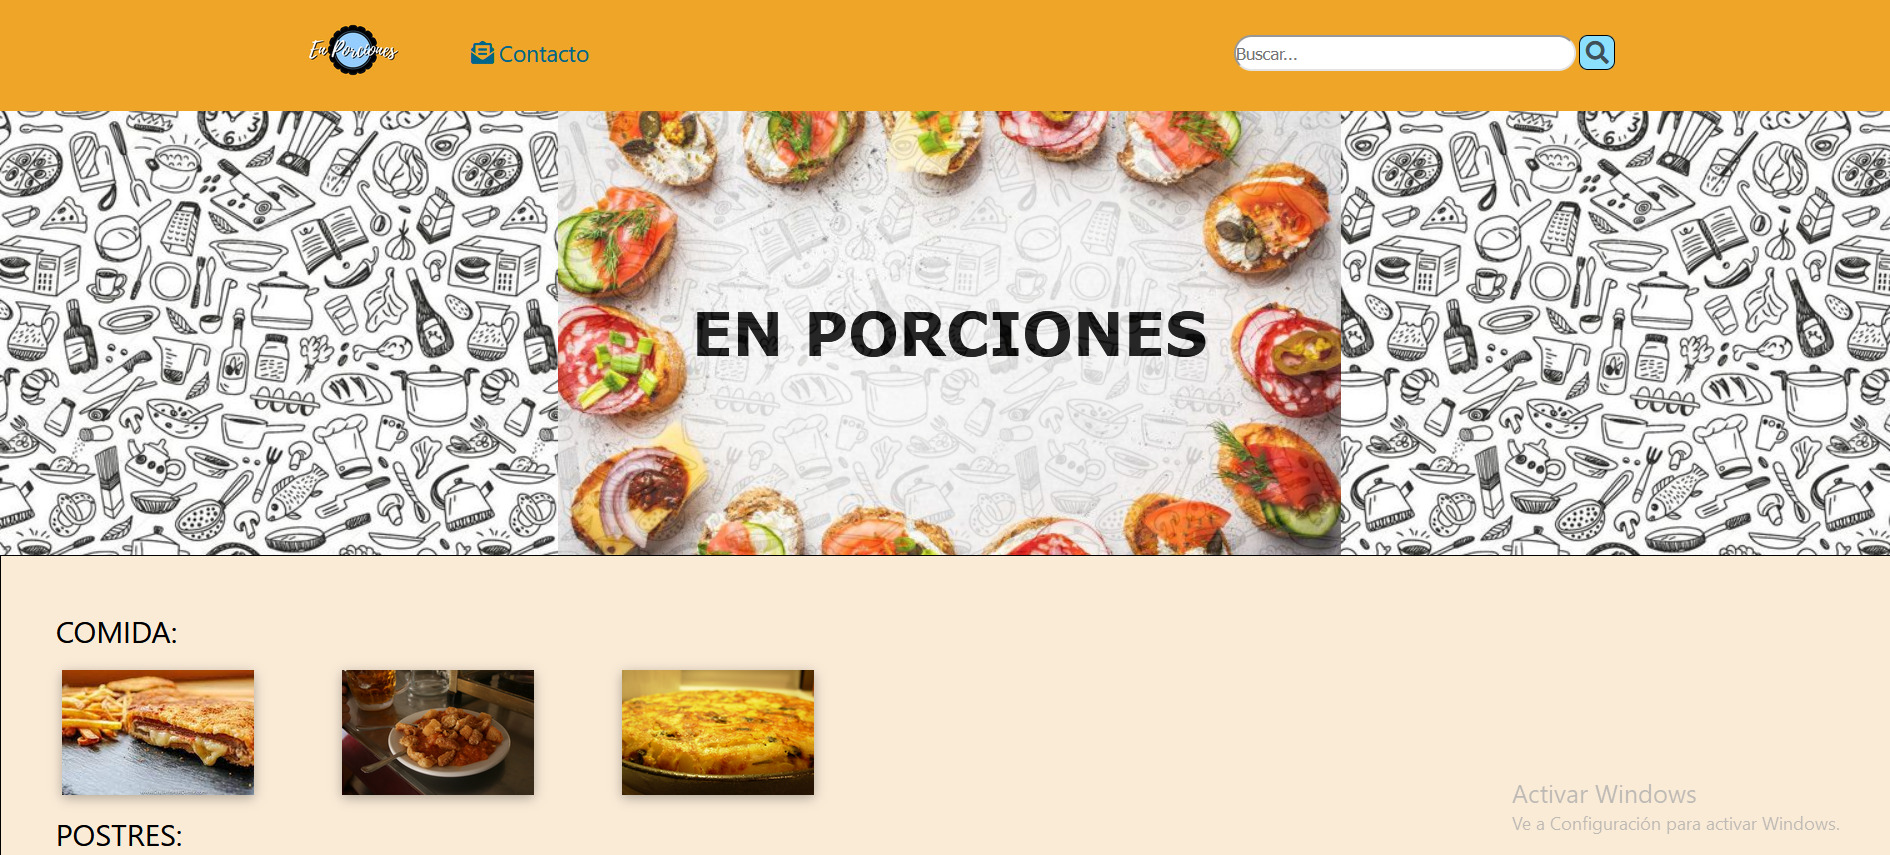 En Porciones
Contacto
Buscar...
EN PORCIONES
COMIDA:
POSTRES:
Activar Windows
Ve a Configuración para activar Windows.